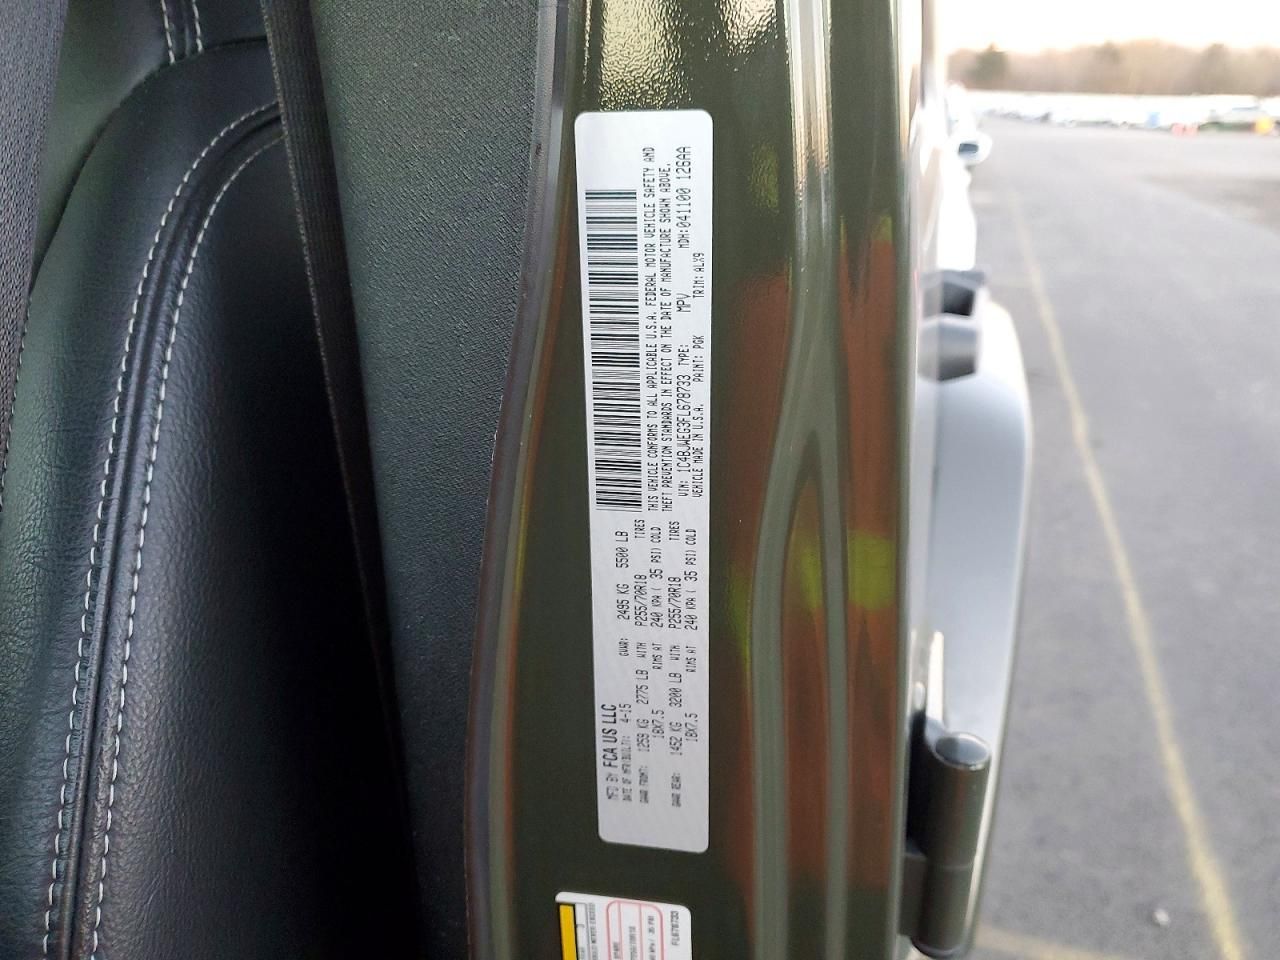 MFD BY FCA US LLC
DATE OF MFR(BUILT): 4-15 GVWR: 2495 KG 5500 LB
GAWR FRONT: 1259 KG 2775 LB WITH P255/70R18 TIRES
18X7.5 RIMS AT 240 KPA ( 35 PSI) COLD
GAWR REAR: 1452 KG 3200 LB WITH P255/70R18 TIRES
18X7.5 RIMS AT 240 KPA ( 35 PSI) COLD
THIS VEHICLE CONFORMS TO ALL APPLICABLE U.S.A. FEDERAL MOTOR VEHICLE SAFETY AND
THEFT PREVENTION STANDARDS IN EFFECT ON THE DATE OF MANUFACTURE SHOWN ABOVE.
VIN: 1C4BJWEG3FL678733 TYPE: MPV MDH:041100 126AA
VEHICLE MADE IN U.S.A. PAINT: PGK TRIM: ALX9
3
FL678733